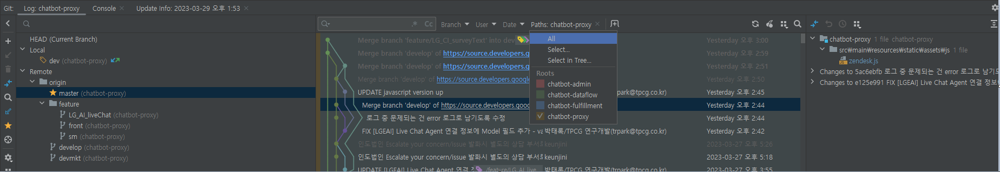 Git: Log: chatbot-proxy × Console × Update Info: 2023-03-29 오후 1:53 ×
.* Cc Branch User Date Paths: chatbot-proxy ×
HEAD (Current Branch)
Local
dev (chatbot-proxy)
Remote
origin
master (chatbot-proxy)
feature
LG_AI_liveChat (chatbot-proxy)
front (chatbot-proxy)
sm (chatbot-proxy)
develop (chatbot-proxy)
devmkt (chatbot-proxy)
Merge branch 'feature/LG_CI_surveyText' into dev Yesterday 오후 3:00
Merge branch 'develop' of https://source.developers.go Yesterday 오후 2:59
Merge branch 'develop' of https://source.developers.go Yesterday 오후 2:51
Merge branch 'develop' of https://source.developers.google Yesterday 오후 2:50
UPDATE javascript version up park@tpcg.co.kr) Yesterday 오후 2:45
Merge branch 'develop' of https://source.developers.goog Yesterday 오후 2:44
로그 중 문제되는 건 error 로그로 남기도록 수정 Yesterday 오후 2:44
FIX [LGEAI] Live Chat Agent 연결 정보에 Model 필드 추가 - va 박태록/TPCG 연구개발(trpark@tpcg.co.kr) Yesterday 오후 2:42
인도법인 Escalate your concern/issue 발화시 별도의 상담 부서로 keunjini 2023-03-27 오후 5:26
인도법인 Escalate your concern/issue 발화시 별도의 상담 부서로 keunjini 2023-03-27 오후 5:18
UPDATE [LGEAI] Live Chat Agent 연결 /feature/LG_AI_live 박태록/TPCG 연구개발(trpark@tpcg.co.kr) 2023-03-27 오후 3:55
All
Select...
Select in Tree...
Roots
chatbot-admin
chatbot-dataflow
chatbot-fulfillment
chatbot-proxy
chatbot-proxy 1 file chatbot-proxy
src₩main₩resources₩static₩assets₩js 1 file
zendesk.js
Changes to 5ac6ebfb 로그 중 문제되는 건 error 로그로 남기도
Changes to e125e991 FIX [LGEAI] Live Chat Agent 연결 정보